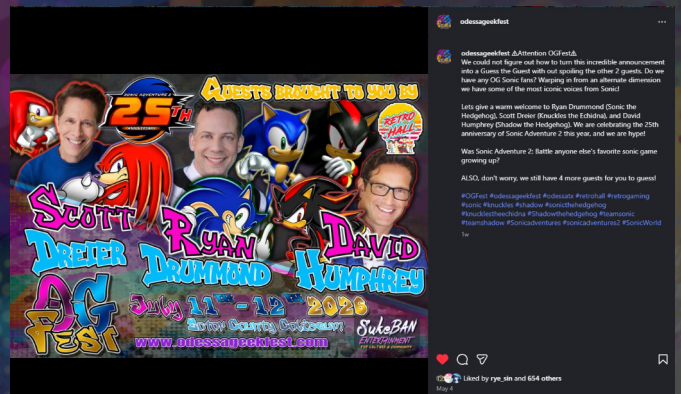 odessageekfest
SONIC ADVENTURE 2
25TH
ANNIVERSARY
GUESTS BROUGHT TO YOU BY
RETRO
HALL
SCOTT
DREIER
RYAN
DRUMMOND
DAVID
HUMPHREY
OG
FEST
July 11TH - 12TH 2026
Ector County Coliseum
www.odessageekfest.com
SukeBAN
ENTERTAINMENT
POP CULTURE & COMMUNITY
odessageekfest ⚠Attention OGFest⚠
We could not figure out how to turn this incredible announcement
into a Guess the Guest with out spoiling the other 2 guests. Do we
have any OG Sonic fans? Warping in from an alternate dimension
we have some of the most iconic voices from Sonic!
Lets give a warm welcome to Ryan Drummond (Sonic the
Hedgehog), Scott Dreier (Knuckles the Echidna), and David
Humphrey (Shadow the Hedgehog). We are celebrating the 25th
anniversary of Sonic Adventure 2 this year, and we are hype!
Was Sonic Adventure 2: Battle anyone else's favorite sonic game
growing up?
ALSO, don't worry, we still have 4 more guests for you to guess!
#OGFest #odessageekfest #odessatx #retrohall #retrogaming
#sonic #knuckles #shadow #sonicthehedgehog
#knucklestheechidna #Shadowthehedgehog #teamsonic
#teamshadow #Sonicadventures #sonicadventures2 #SonicWorld
1w
Liked by rye_sin and 654 others
May 4